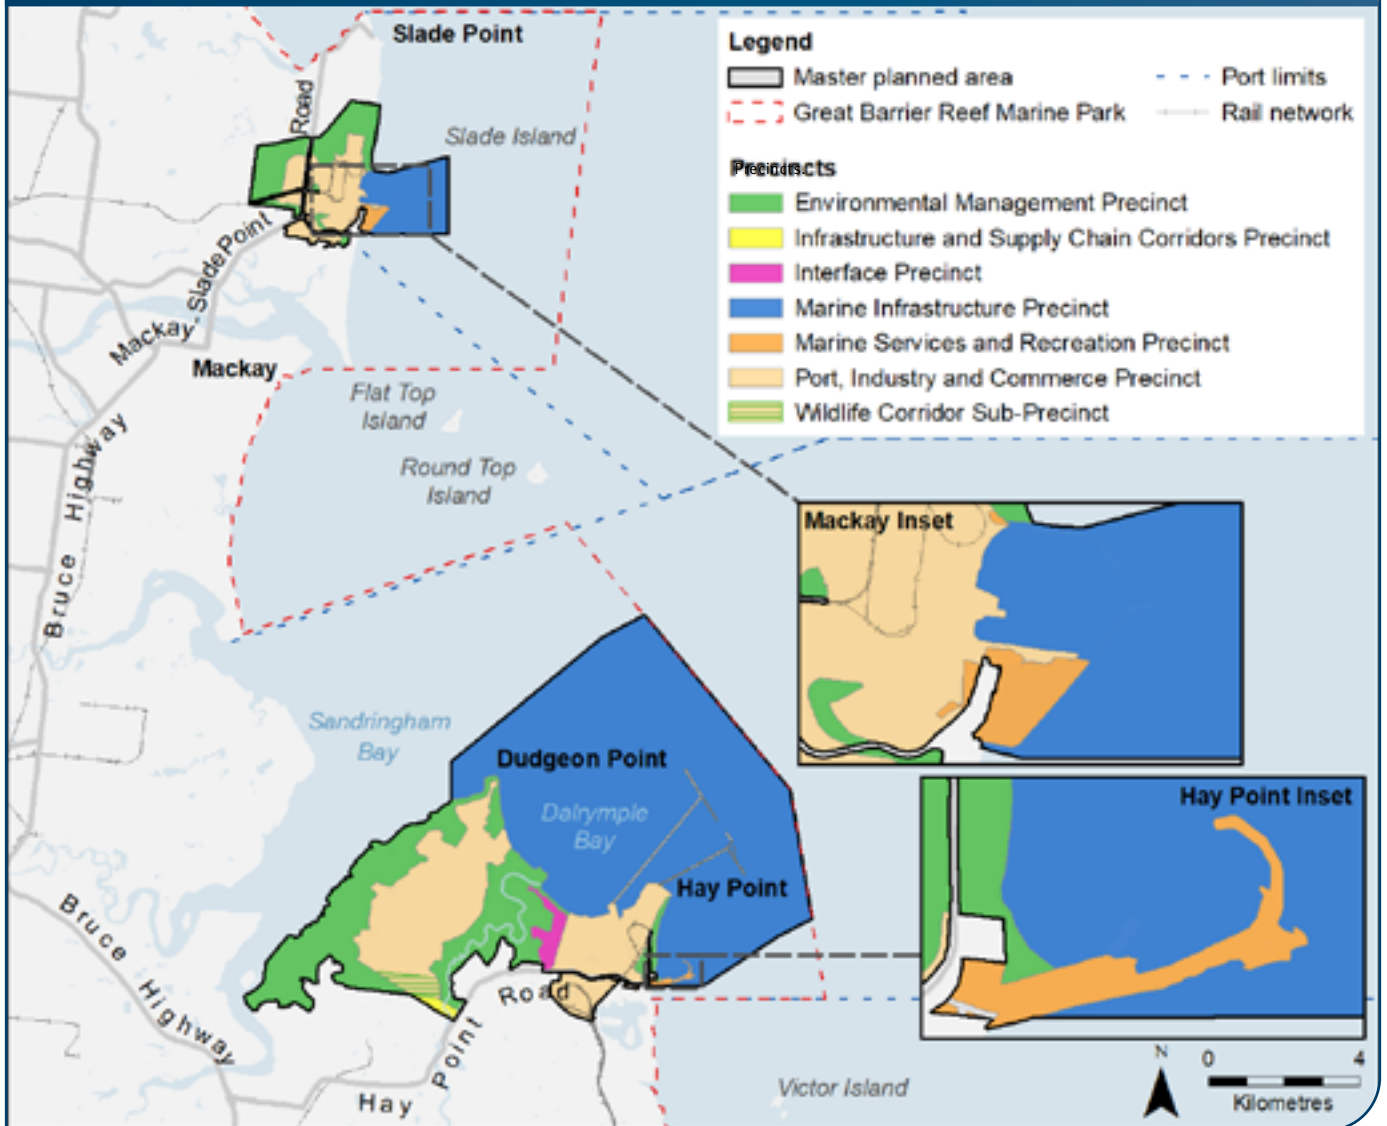 Slade Point
Road
Slade Island
Mackay-Slade Point
Mackay
Flat Top
Island
Round Top
Island
Bruce Highway
Sandringham
Bay
Dudgeon Point
Dalrymple
Bay
Hay Point
Bruce Highway
Hay Point Road
Victor Island
Legend
Master planned area
Port limits
Great Barrier Reef Marine Park
Rail network
Precincts
Environmental Management Precinct
Infrastructure and Supply Chain Corridors Precinct
Interface Precinct
Marine Infrastructure Precinct
Marine Services and Recreation Precinct
Port, Industry and Commerce Precinct
Wildlife Corridor Sub-Precinct
Mackay Inset
Hay Point Inset
N
0 4
Kilometres